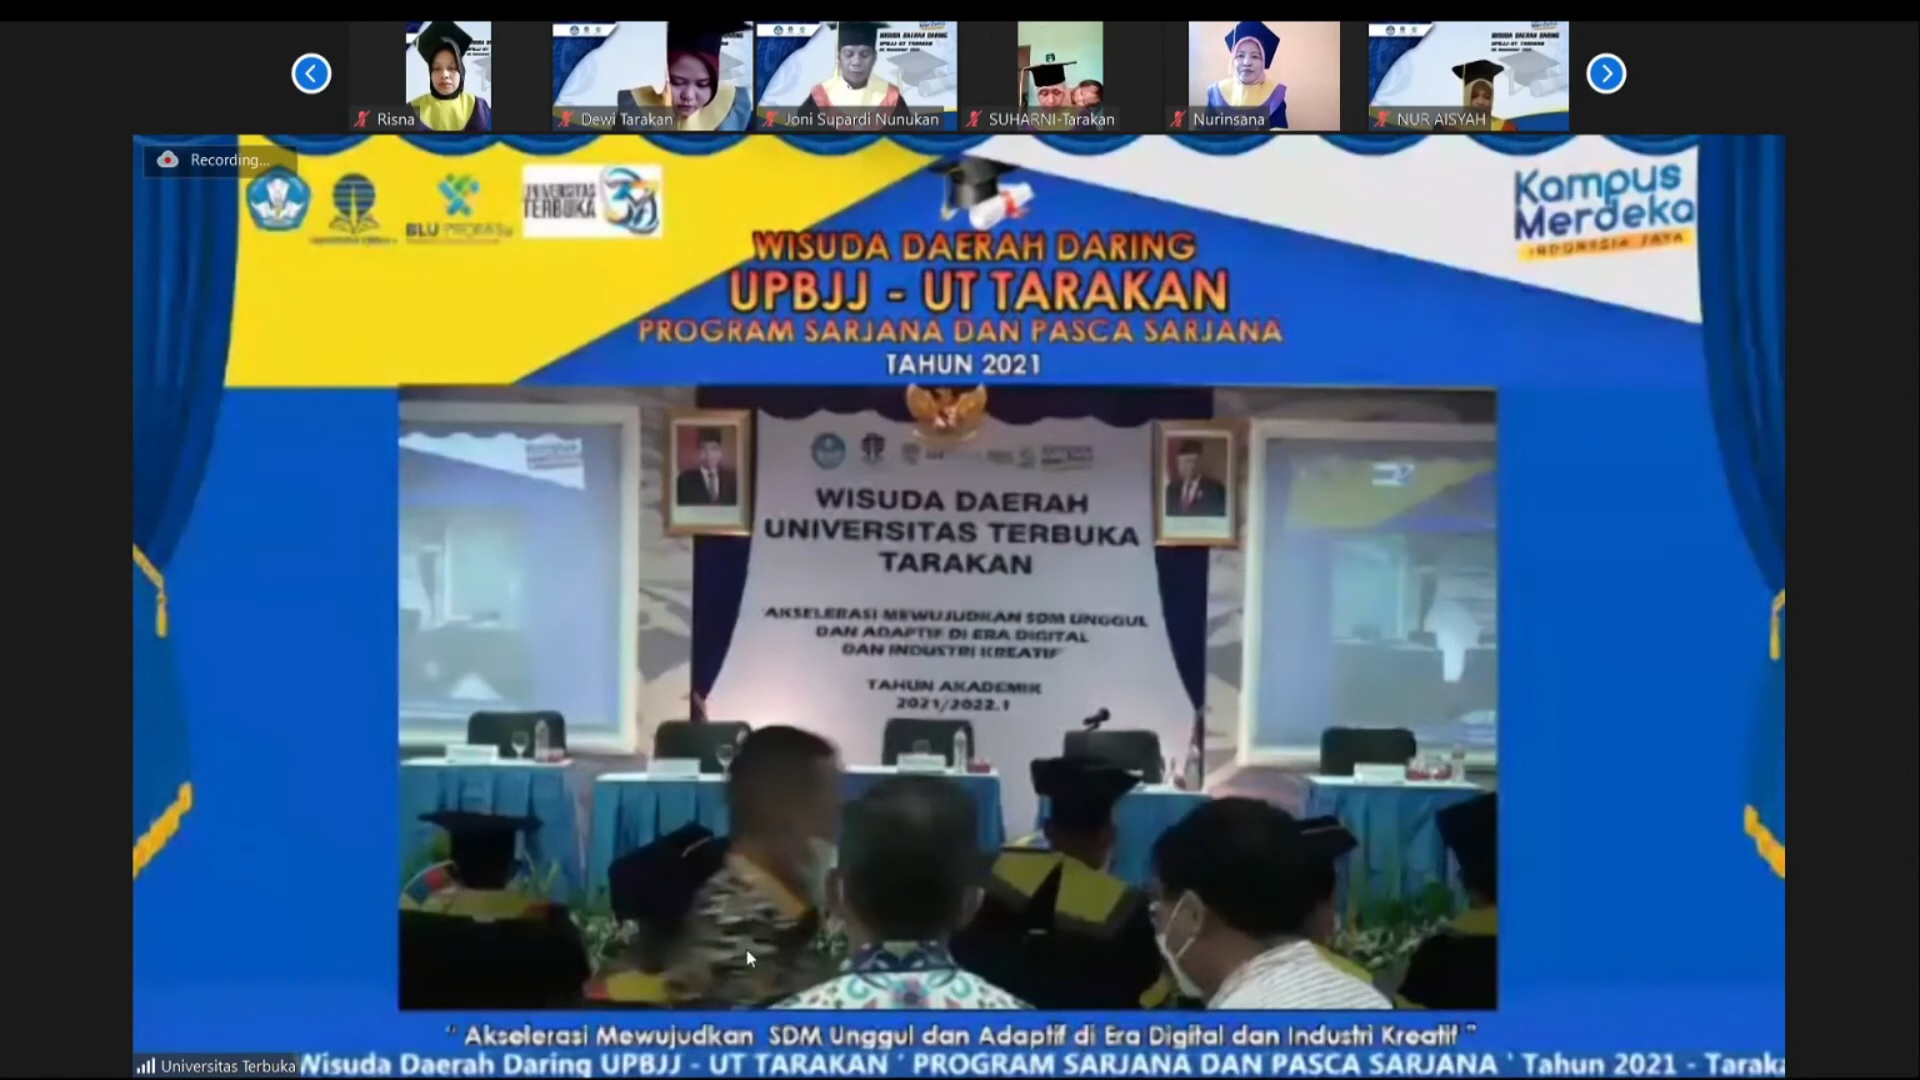 Risna
Dewi Tarakan
Joni Supardi Nunukan
SUHARNI-Tarakan
Nurinsana
NUR AISYAH
Recording...
BLU
UNIVERSITAS
TERBUKA
Kampus
Merdeka
INDONESIA JAYA
WISUDA DAERAH DARING
UPBJJ - UT TARAKAN
PROGRAM SARJANA DAN PASCA SARJANA
TAHUN 2021
WISUDA DAERAH
UNIVERSITAS TERBUKA
TARAKAN
AKSELERASI MEWUJUDKAN SDM UNGGUL
DAN ADAPTIF DI ERA DIGITAL
DAN INDUSTRI KREATIF
TAHUN AKADEMIK
2021/2022.1
" Akselerasi Mewujudkan SDM Unggul dan Adaptif di Era Digital dan Industri Kreatif "
Universitas Terbuka
Wisuda Daerah Daring UPBJJ - UT TARAKAN ' PROGRAM SARJANA DAN PASCA SARJANA ' Tahun 2021 - Taraka